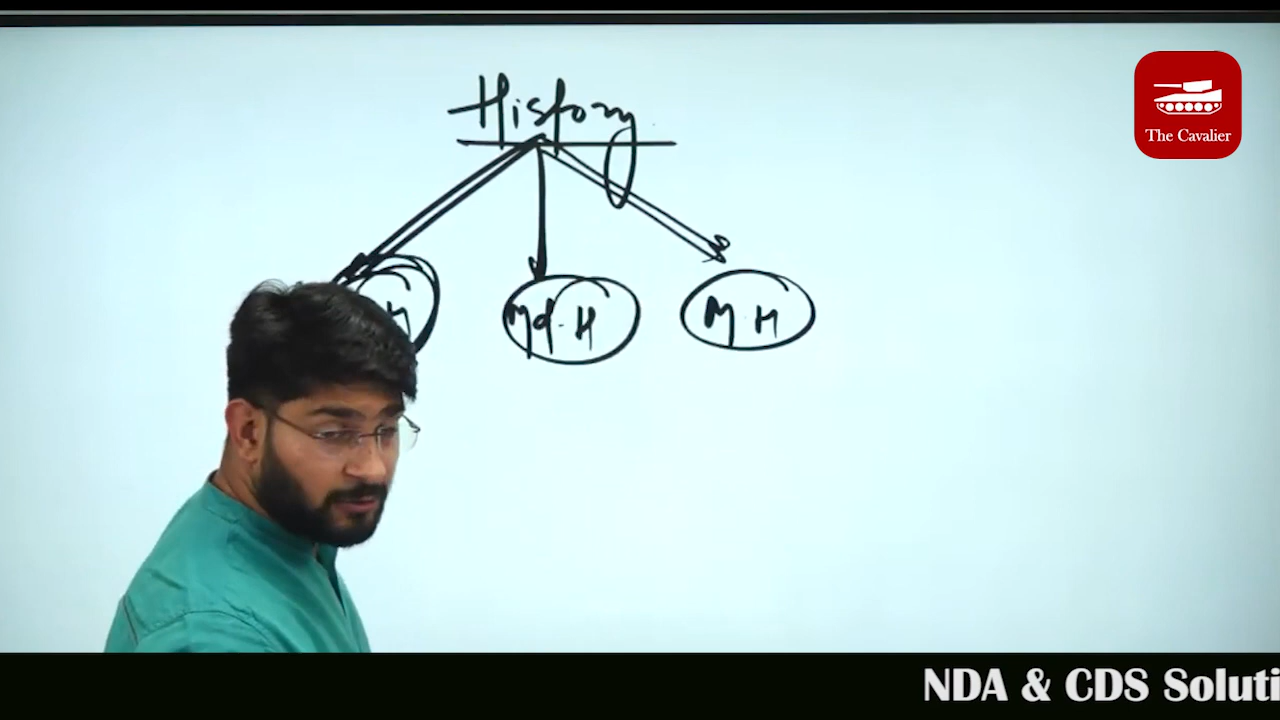 History
The Cavalier
H
Md. H
M. H
NDA & CDS Soluti